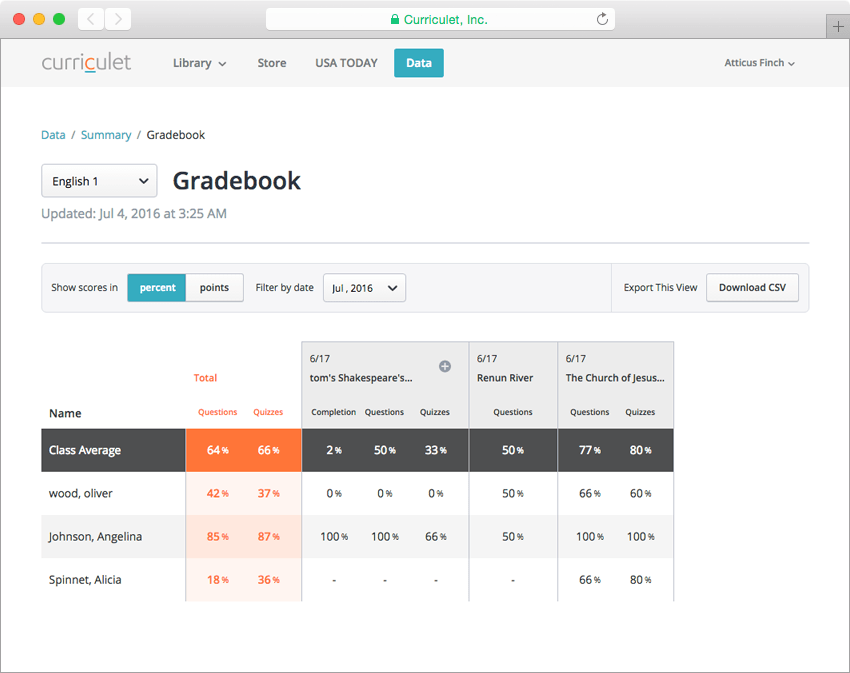 Curriculet, Inc.
curriculet Library Store USA TODAY Data Atticus Finch
Data / Summary / Gradebook
English 1 Gradebook
Updated: Jul 4, 2016 at 3:25 AM
Show scores in percent points Filter by date Jul , 2016 Export This View Download CSV
6/17 6/17 6/17
Total tom's Shakespeare's... Renun River The Church of Jesus...
Name Questions Quizzes Completion Questions Quizzes Questions Questions Quizzes
Class Average 64 % 66 % 2 % 50 % 33 % 50 % 77 % 80 %
wood, oliver 42 % 37 % 0 % 0 % 0 % 50 % 66 % 60 %
Johnson, Angelina 85 % 87 % 100 % 100 % 66 % 50 % 100 % 100 %
Spinnet, Alicia 18 % 36 % - - - - 66 % 80 %